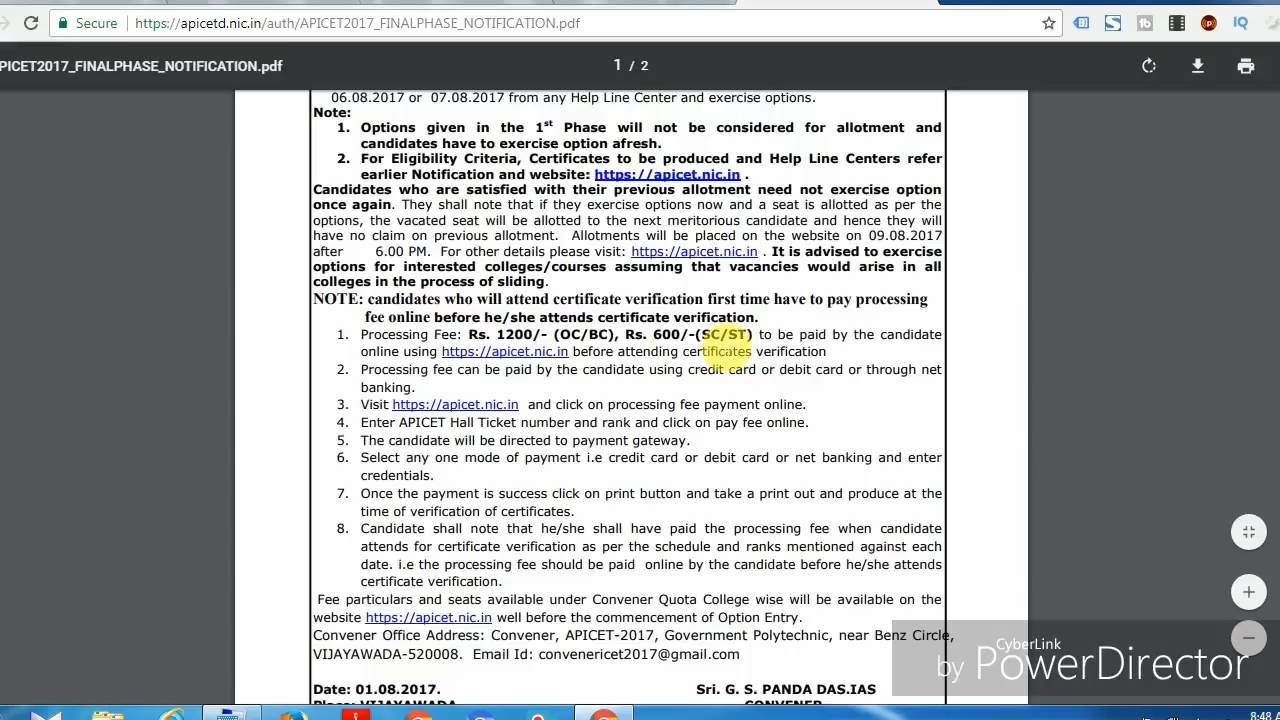 Secure | https://apicetd.nic.in/auth/APICET2017_FINALPHASE_NOTIFICATION.pdf
PICET2017_FINALPHASE_NOTIFICATION.pdf 1 / 2
06.08.2017 or 07.08.2017 from any Help Line Center and exercise options.
Note:
1. Options given in the 1st Phase will not be considered for allotment and
candidates have to exercise option afresh.
2. For Eligibility Criteria, Certificates to be produced and Help Line Centers refer
earlier Notification and website: https://apicet.nic.in .
Candidates who are satisfied with their previous allotment need not exercise option
once again. They shall note that if they exercise options now and a seat is allotted as per the
options, the vacated seat will be allotted to the next meritorious candidate and hence they will
have no claim on previous allotment. Allotments will be placed on the website on 09.08.2017
after 6.00 PM. For other details please visit: https://apicet.nic.in . It is advised to exercise
options for interested colleges/courses assuming that vacancies would arise in all
colleges in the process of sliding.
NOTE: candidates who will attend certificate verification first time have to pay processing
fee online before he/she attends certificate verification.
1. Processing Fee: Rs. 1200/- (OC/BC), Rs. 600/-(SC/ST) to be paid by the candidate
online using https://apicet.nic.in before attending certificates verification
2. Processing fee can be paid by the candidate using credit card or debit card or through net
banking.
3. Visit https://apicet.nic.in and click on processing fee payment online.
4. Enter APICET Hall Ticket number and rank and click on pay fee online.
5. The candidate will be directed to payment gateway.
6. Select any one mode of payment i.e credit card or debit card or net banking and enter
credentials.
7. Once the payment is success click on print button and take a print out and produce at the
time of verification of certificates.
8. Candidate shall note that he/she shall have paid the processing fee when candidate
attends for certificate verification as per the schedule and ranks mentioned against each
date. i.e the processing fee should be paid online by the candidate before he/she attends
certificate verification.
Fee particulars and seats available under Convener Quota College wise will be available on the
website https://apicet.nic.in well before the commencement of Option Entry.
Convener Office Address: Convener, APICET-2017, Government Polytechnic, near Benz Circle,
VIJAYAWADA-520008. Email Id: convenericet2017@gmail.com
CyberLink
by PowerDirector
Date: 01.08.2017. Sri. G. S. PANDA DAS.IAS
Place: VIJAYAWADA CONVENER
8:48